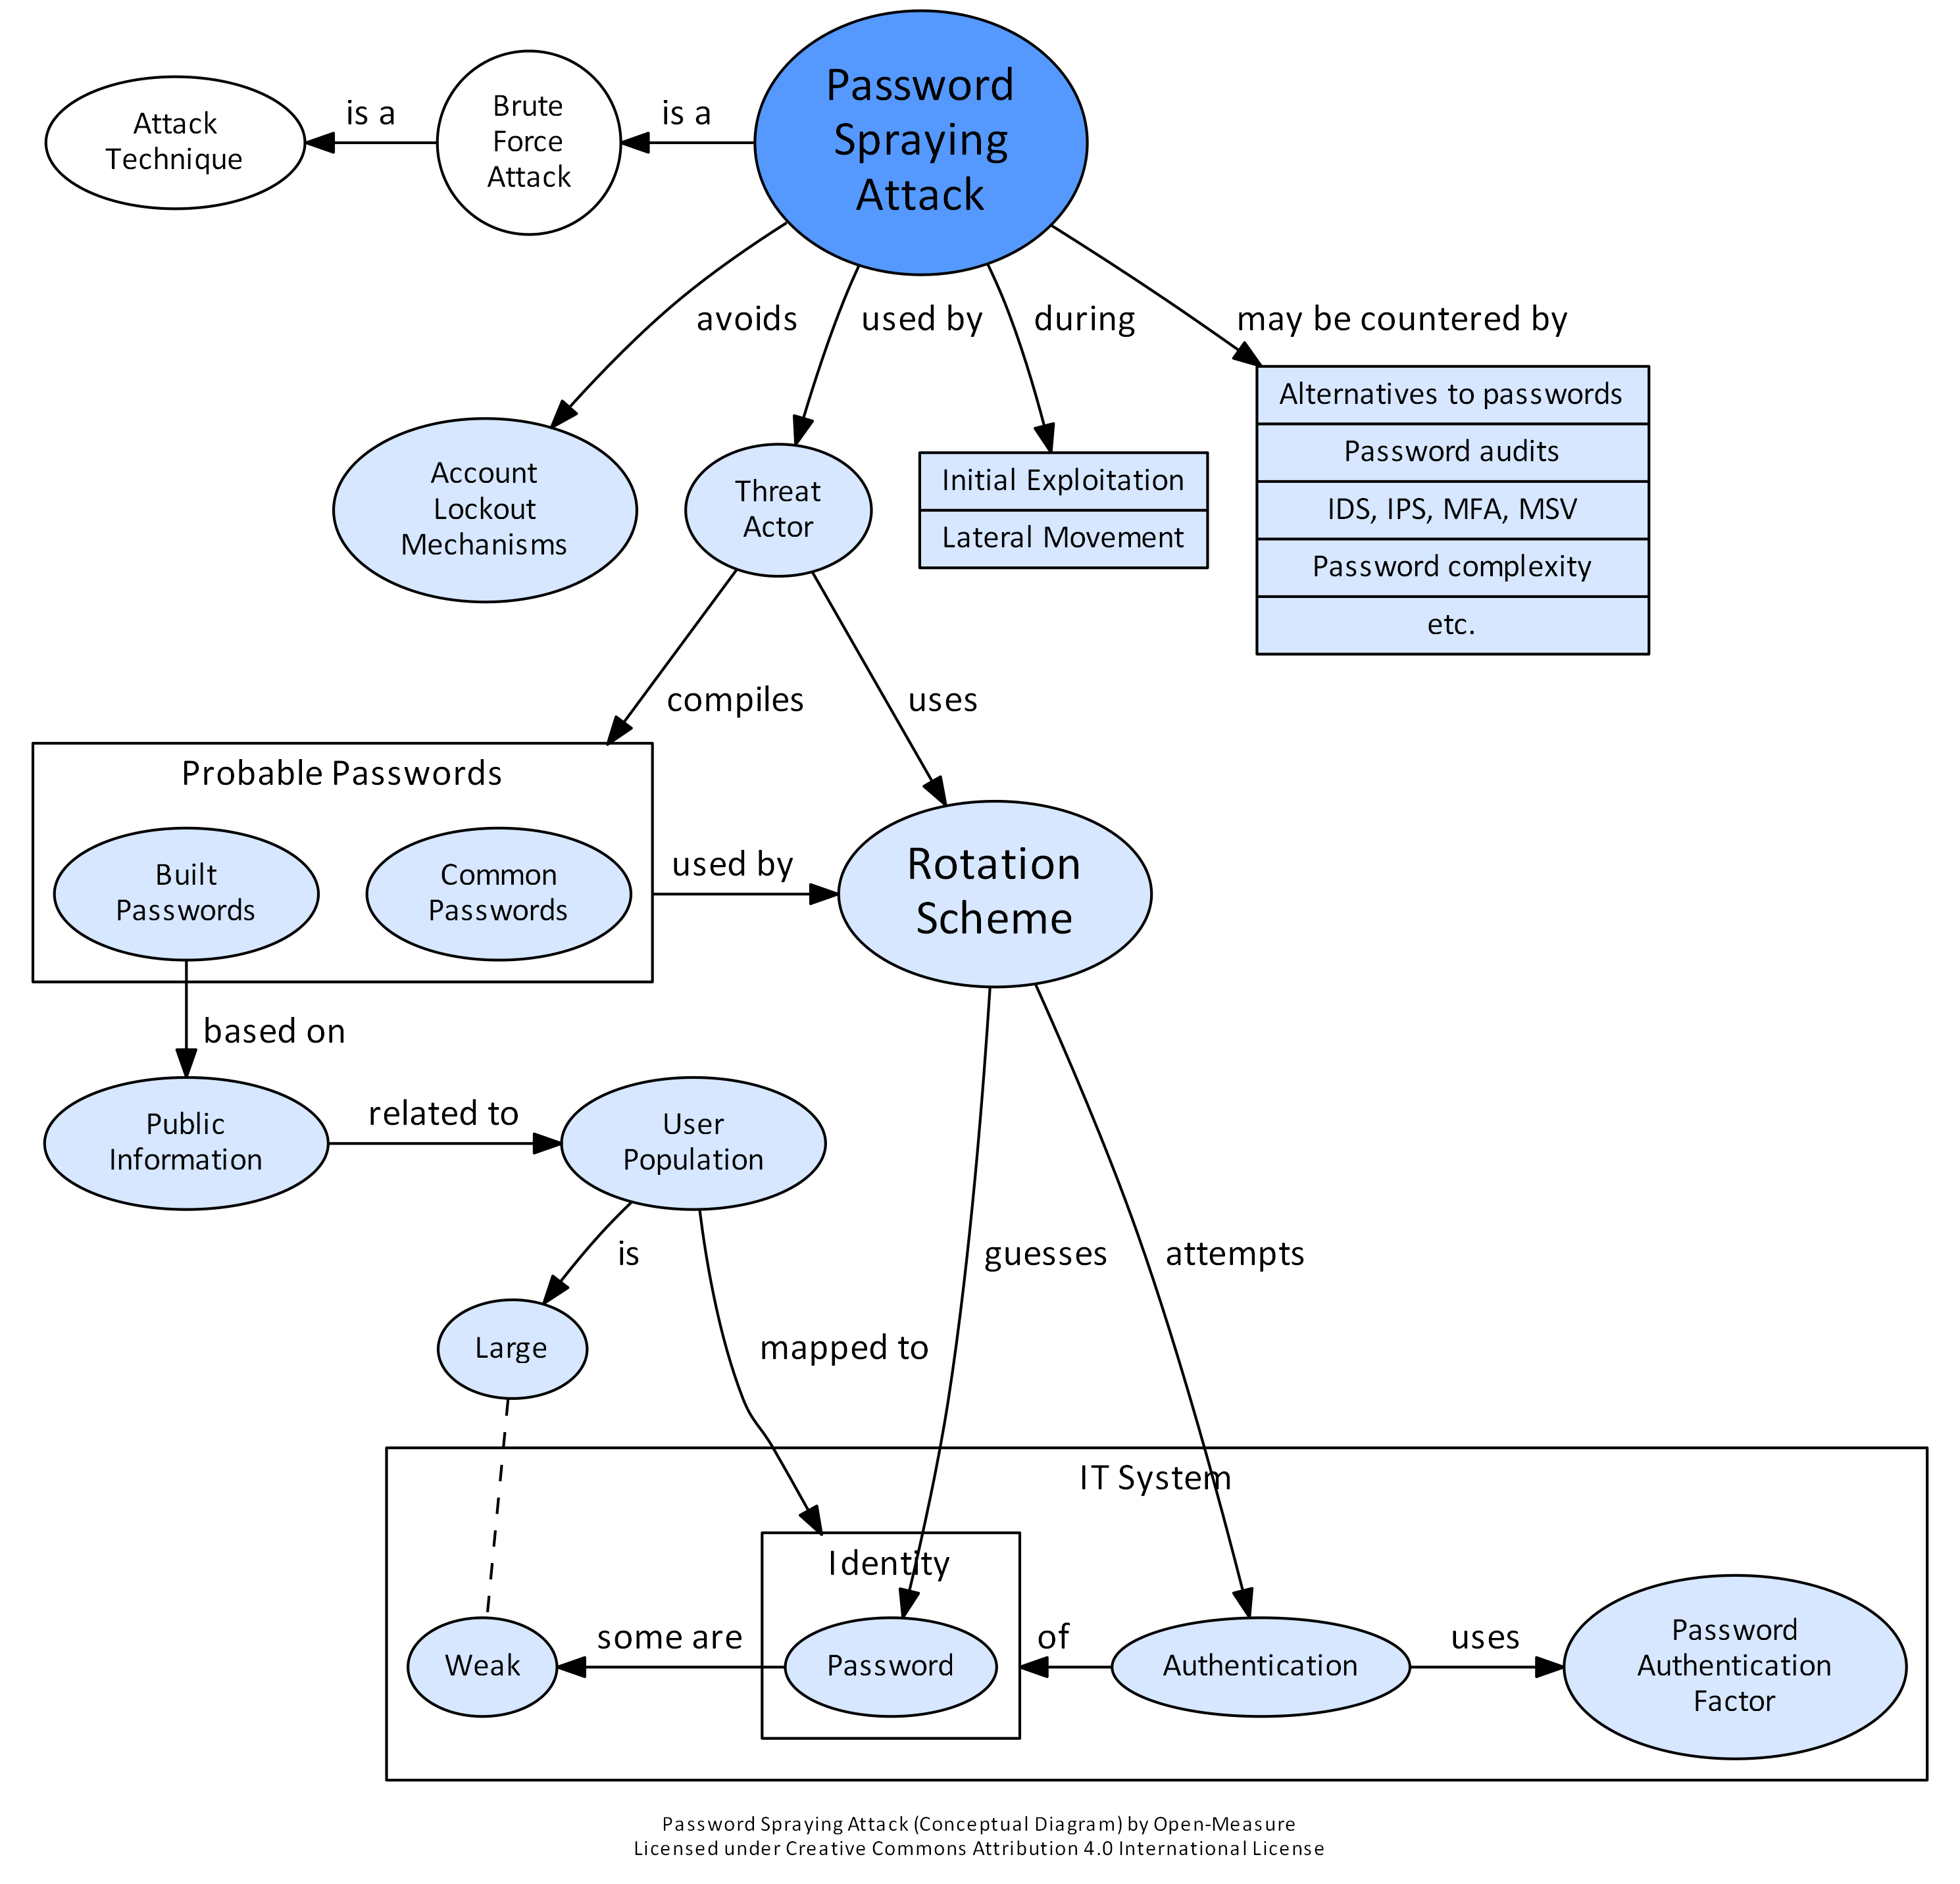 Password
Spraying
Attack
is a
Brute
Force
Attack
is a
Attack
Technique
avoids
used by
during
may be countered by
Account
Lockout
Mechanisms
Threat
Actor
Initial Exploitation
Lateral Movement
Alternatives to passwords
Password audits
IDS, IPS, MFA, MSV
Password complexity
etc.
compiles
uses
Probable Passwords
Built
Passwords
Common
Passwords
used by
Rotation
Scheme
based on
Public
Information
related to
User
Population
is
Large
mapped to
guesses
attempts
IT System
Identity
Weak
some are
Password
of
Authentication
uses
Password
Authentication
Factor
Password Spraying Attack (Conceptual Diagram) by Open-Measure
Licensed under Creative Commons Attribution 4.0 International License